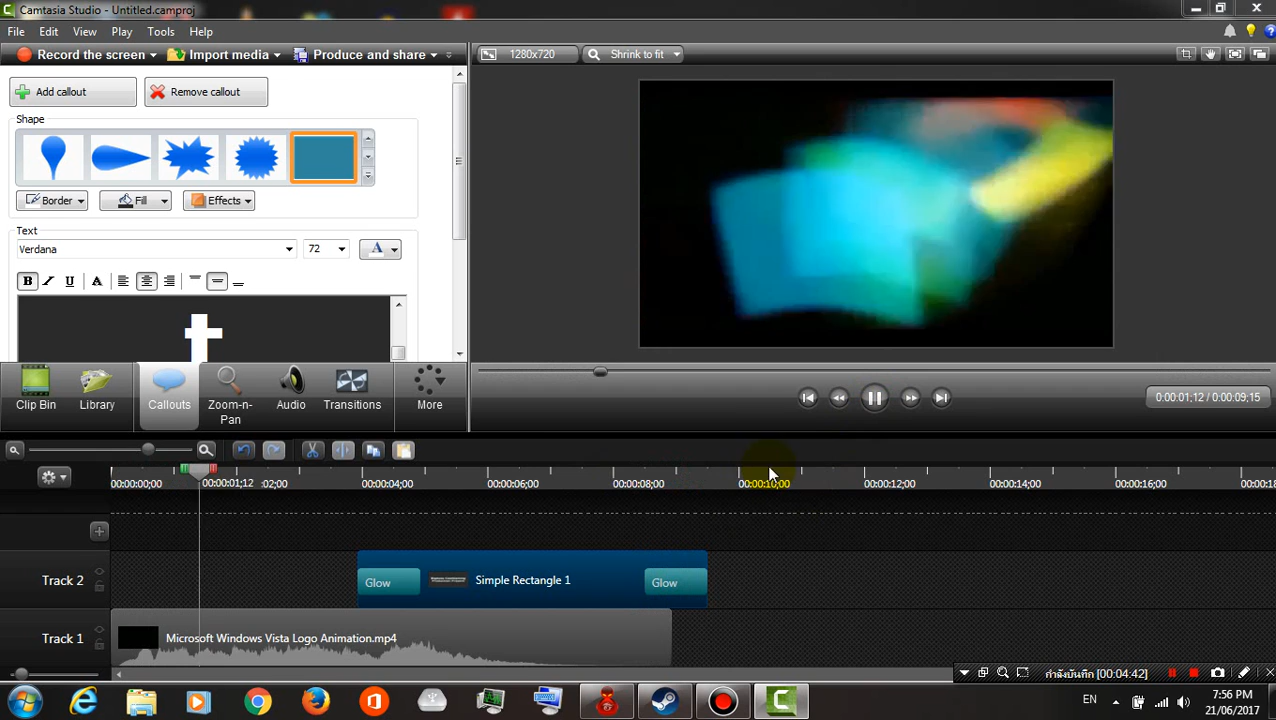 Camtasia Studio - Untitled.camproj
File Edit View Play Tools Help
Record the screen Import media Produce and share
1280x720 Shrink to fit
Add callout Remove callout
Shape
Border Fill Effects
Text
Verdana 72 A
B I U A
t
Clip Bin Library Callouts Zoom-n-Pan Audio Transitions More
0:00:01;12 / 0:00:09;15
00:00:00;00 00:00:01;12 :02;00 00:00:04;00 00:00:06;00 00:00:08;00 00:00:10;00 00:00:12;00 00:00:14;00 00:00:16;00 00:00:18
Track 2 Glow Simple Rectangle 1 Glow
Track 1 Microsoft Windows Vista Logo Animation.mp4
กำลังบันทึก [00:04:42]
EN 7:56 PM
21/06/2017